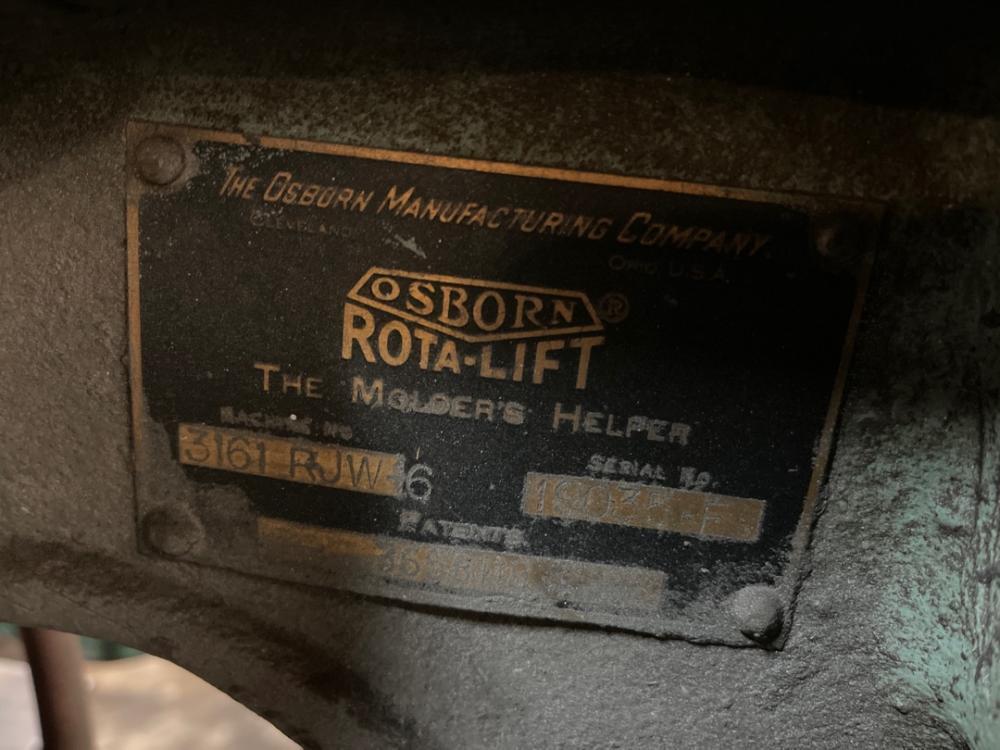 THE OSBORN MANUFACTURING COMPANY.
CLEVELAND OHIO, U.S.A.
OSBORN ®
ROTA-LIFT
THE MOLDER'S HELPER
MACHINE NO. SERIAL NO.
3161 RJW-16
PATENTS